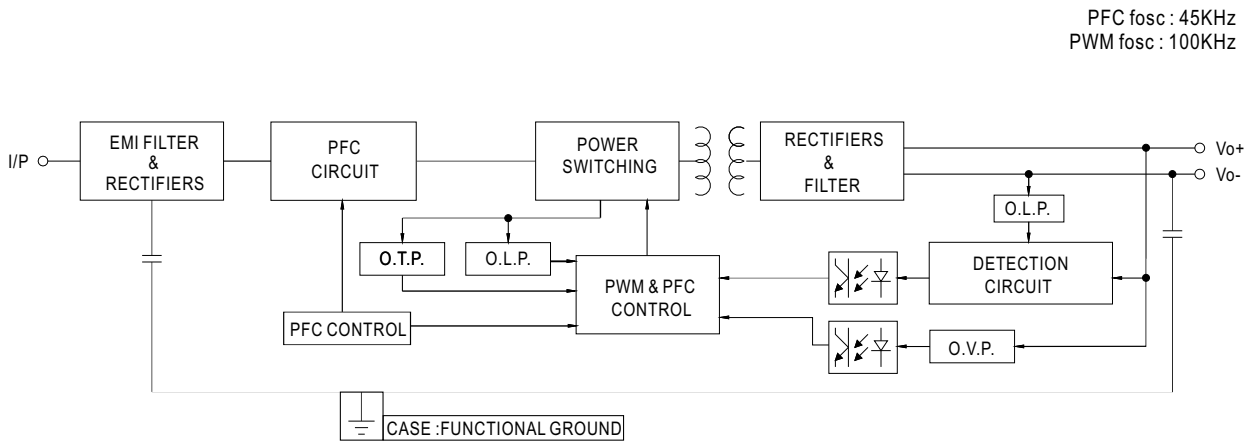 PFC fosc : 45KHz
PWM fosc : 100KHz
EMI FILTER
&
RECTIFIERS
PFC
CIRCUIT
POWER
SWITCHING
RECTIFIERS
&
FILTER
I/P
Vo+
Vo-
O.L.P.
O.T.P.
O.L.P.
DETECTION
CIRCUIT
PWM & PFC
CONTROL
PFC CONTROL
O.V.P.
CASE :FUNCTIONAL GROUND